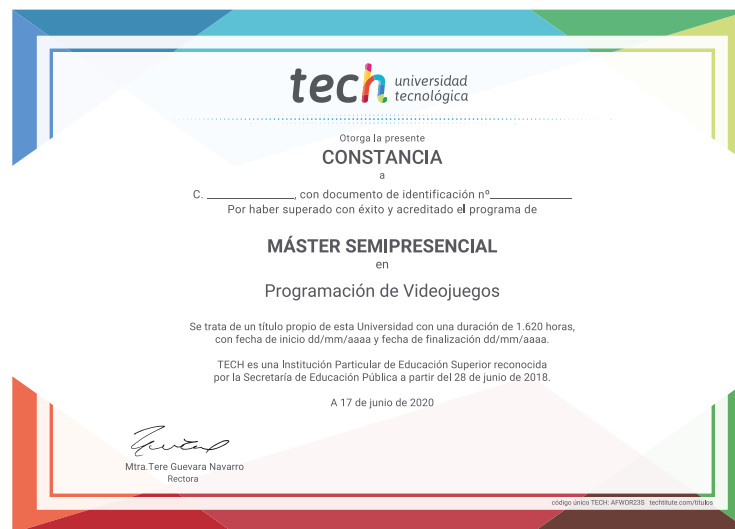 tech universidad
tecnológica
Otorga la presente
CONSTANCIA
a
C. ______________, con documento de identificación nº_____________
Por haber superado con éxito y acreditado el programa de
MÁSTER SEMIPRESENCIAL
en
Programación de Videojuegos
Se trata de un título propio de esta Universidad con una duración de 1.620 horas,
con fecha de inicio dd/mm/aaaa y fecha de finalización dd/mm/aaaa.
TECH es una Institución Particular de Educación Superior reconocida
por la Secretaría de Educación Pública a partir del 28 de junio de 2018.
A 17 de junio de 2020
Mtra.Tere Guevara Navarro
Rectora
código único TECH: AFWOR23S techtitute.com/títulos